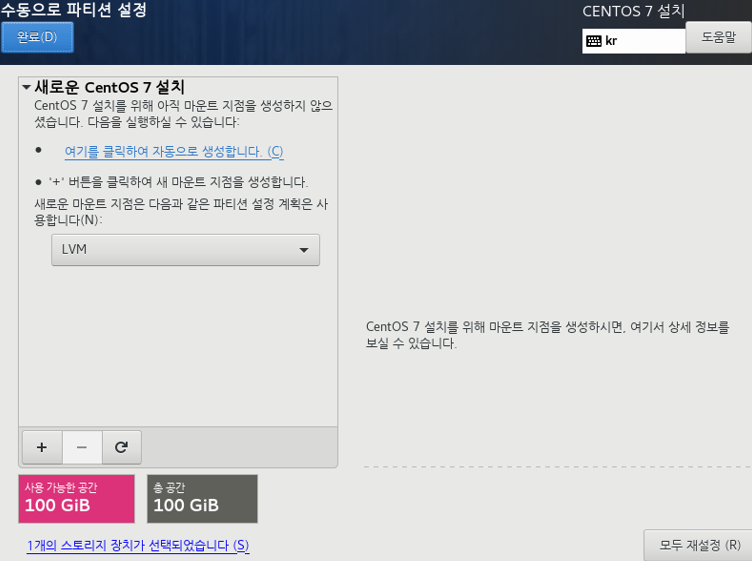 수동으로 파티션 설정
CENTOS 7 설치
완료(D)
kr
도움말
새로운 CentOS 7 설치
CentOS 7 설치를 위해 아직 마운트 지점을 생성하지 않으
셨습니다. 다음을 실행하실 수 있습니다:
● 여기를 클릭하여 자동으로 생성합니다. (C)
● '+' 버튼을 클릭하여 새 마운트 지점을 생성합니다.
새로운 마운트 지점은 다음과 같은 파티션 설정 계획은 사
용합니다(N):
LVM
CentOS 7 설치를 위해 마운트 지점을 생성하시면, 여기서 상세 정보를
보실 수 있습니다.
+ −
사용 가능한 공간
100 GiB
총 공간
100 GiB
1개의 스토리지 장치가 선택되었습니다 (S)
모두 재설정 (R)